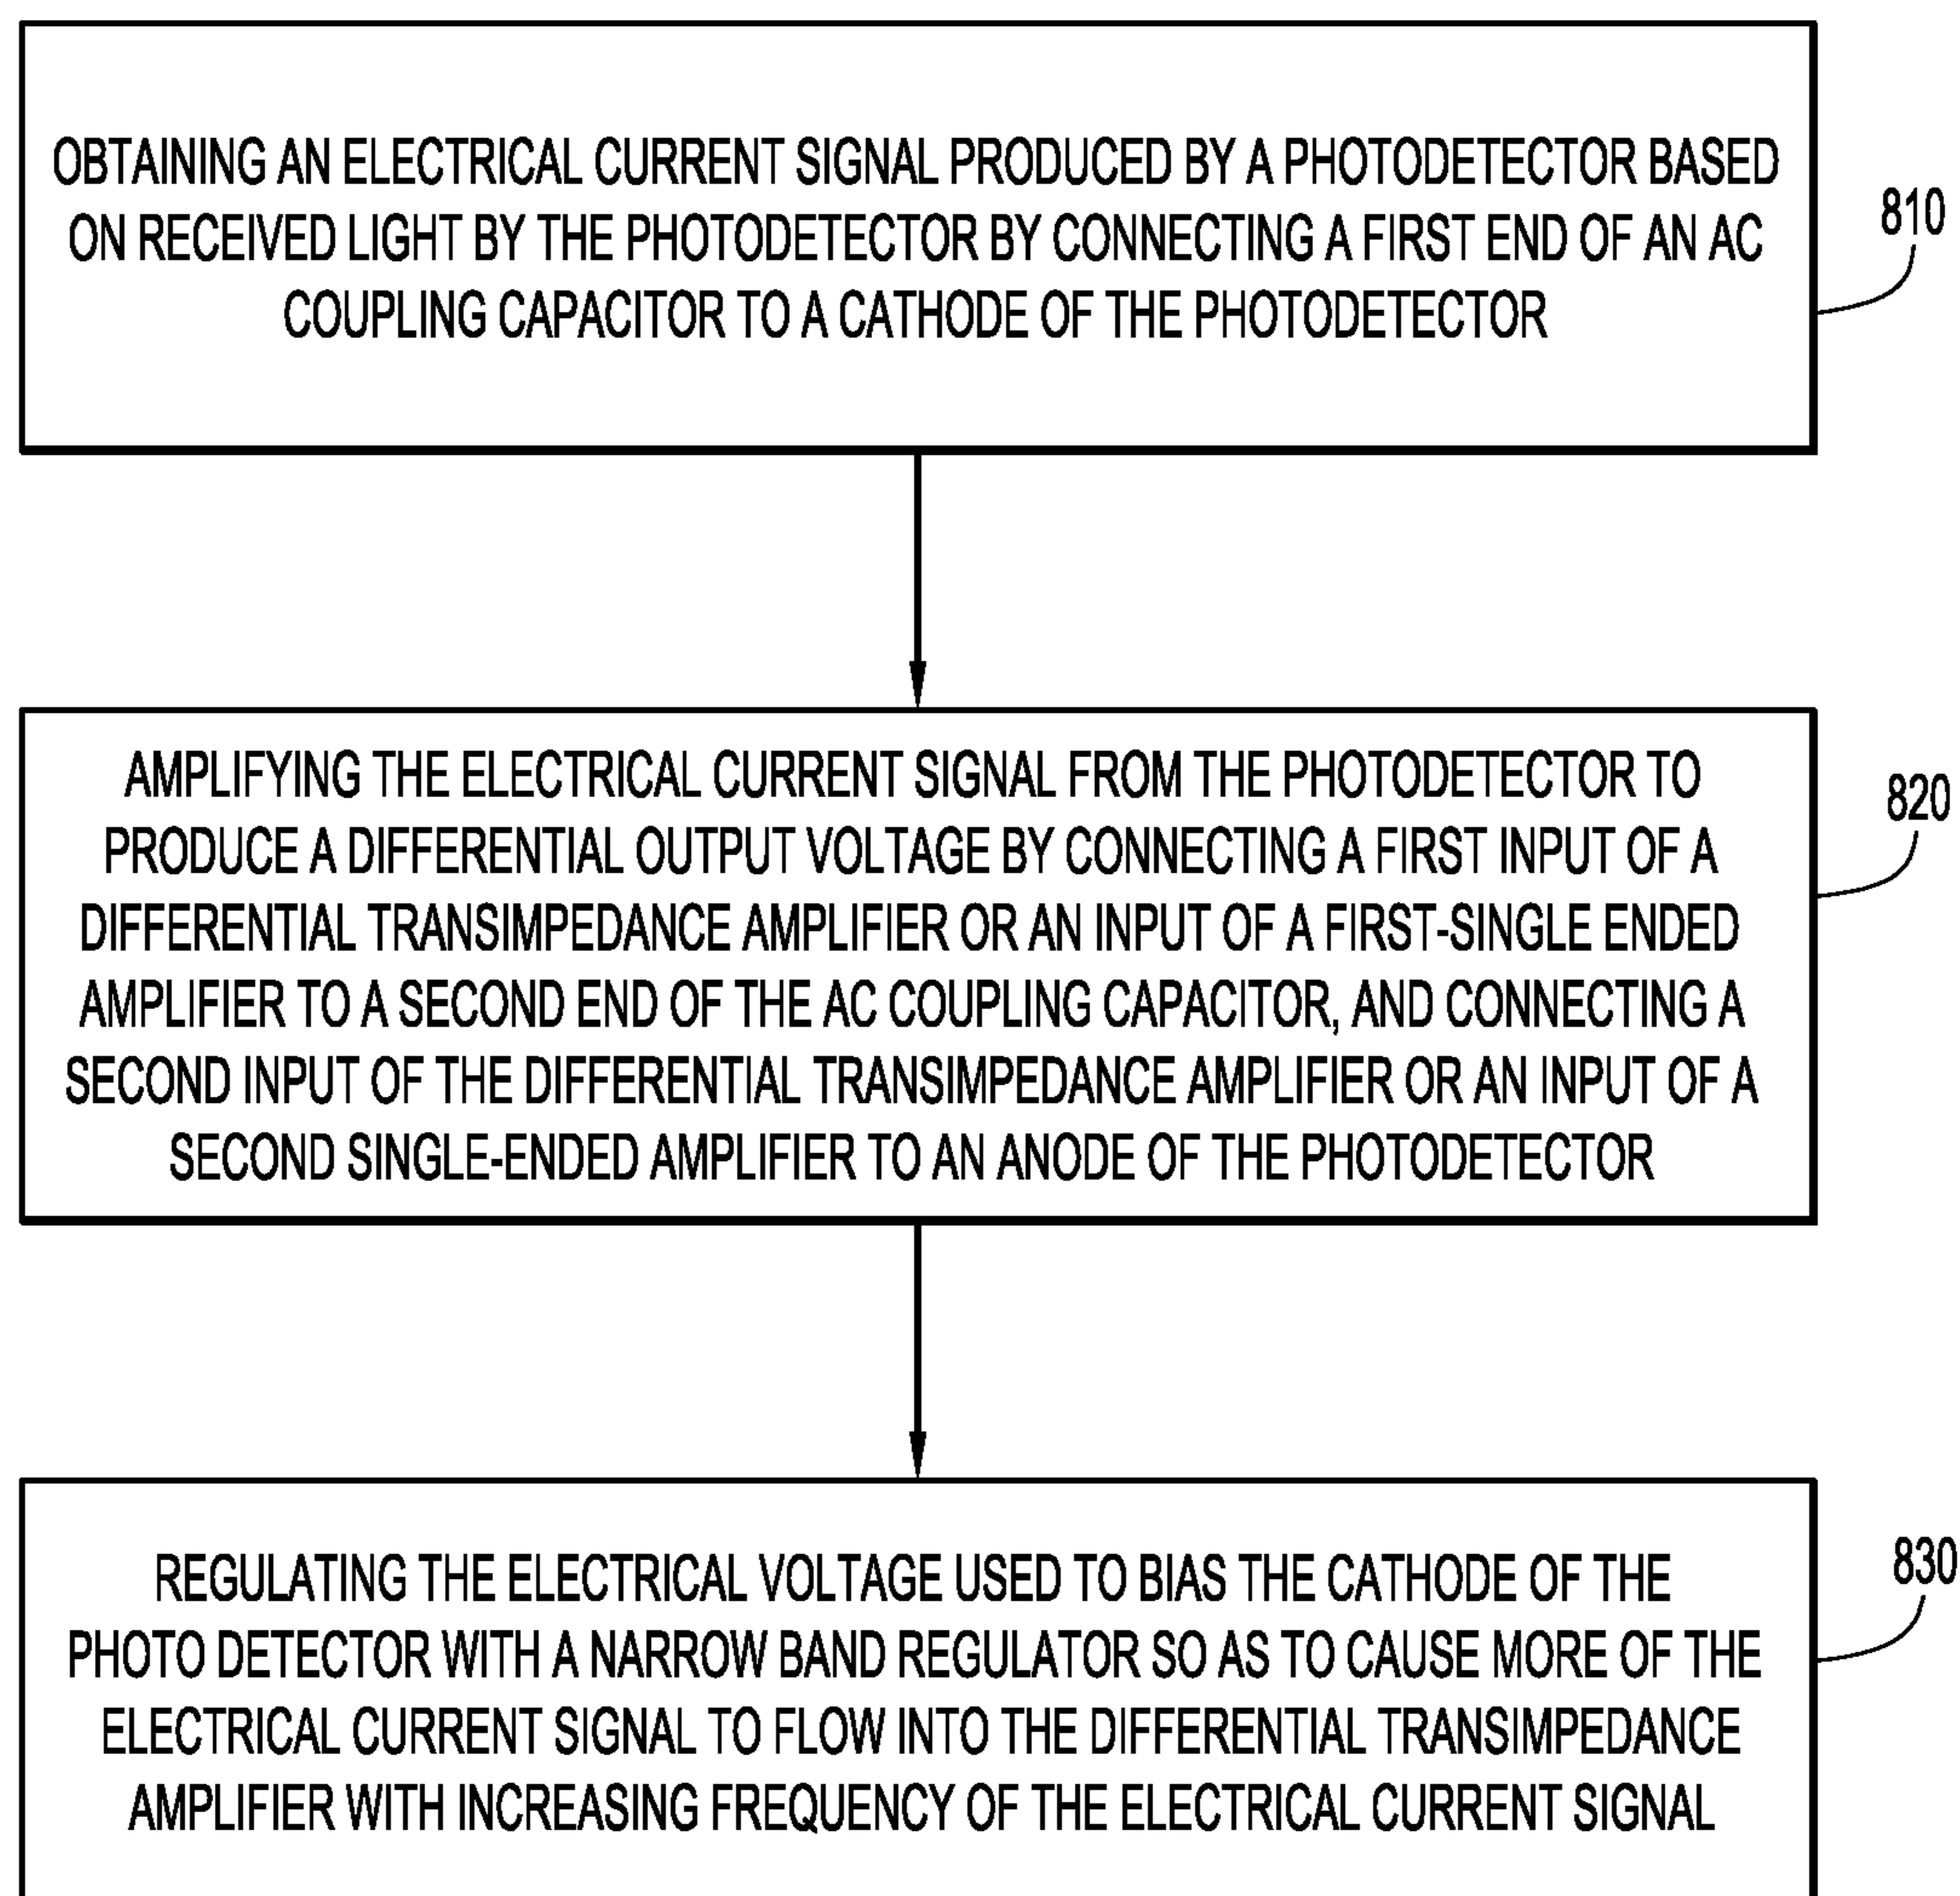 OBTAINING AN ELECTRICAL CURRENT SIGNAL PRODUCED BY A PHOTODETECTOR BASED
ON RECEIVED LIGHT BY THE PHOTODETECTOR BY CONNECTING A FIRST END OF AN AC
COUPLING CAPACITOR TO A CATHODE OF THE PHOTODETECTOR
810
AMPLIFYING THE ELECTRICAL CURRENT SIGNAL FROM THE PHOTODETECTOR TO
PRODUCE A DIFFERENTIAL OUTPUT VOLTAGE BY CONNECTING A FIRST INPUT OF A
DIFFERENTIAL TRANSIMPEDANCE AMPLIFIER OR AN INPUT OF A FIRST-SINGLE ENDED
AMPLIFIER TO A SECOND END OF THE AC COUPLING CAPACITOR, AND CONNECTING A
SECOND INPUT OF THE DIFFERENTIAL TRANSIMPEDANCE AMPLIFIER OR AN INPUT OF A
SECOND SINGLE-ENDED AMPLIFIER TO AN ANODE OF THE PHOTODETECTOR
820
REGULATING THE ELECTRICAL VOLTAGE USED TO BIAS THE CATHODE OF THE
PHOTO DETECTOR WITH A NARROW BAND REGULATOR SO AS TO CAUSE MORE OF THE
ELECTRICAL CURRENT SIGNAL TO FLOW INTO THE DIFFERENTIAL TRANSIMPEDANCE
AMPLIFIER WITH INCREASING FREQUENCY OF THE ELECTRICAL CURRENT SIGNAL
830